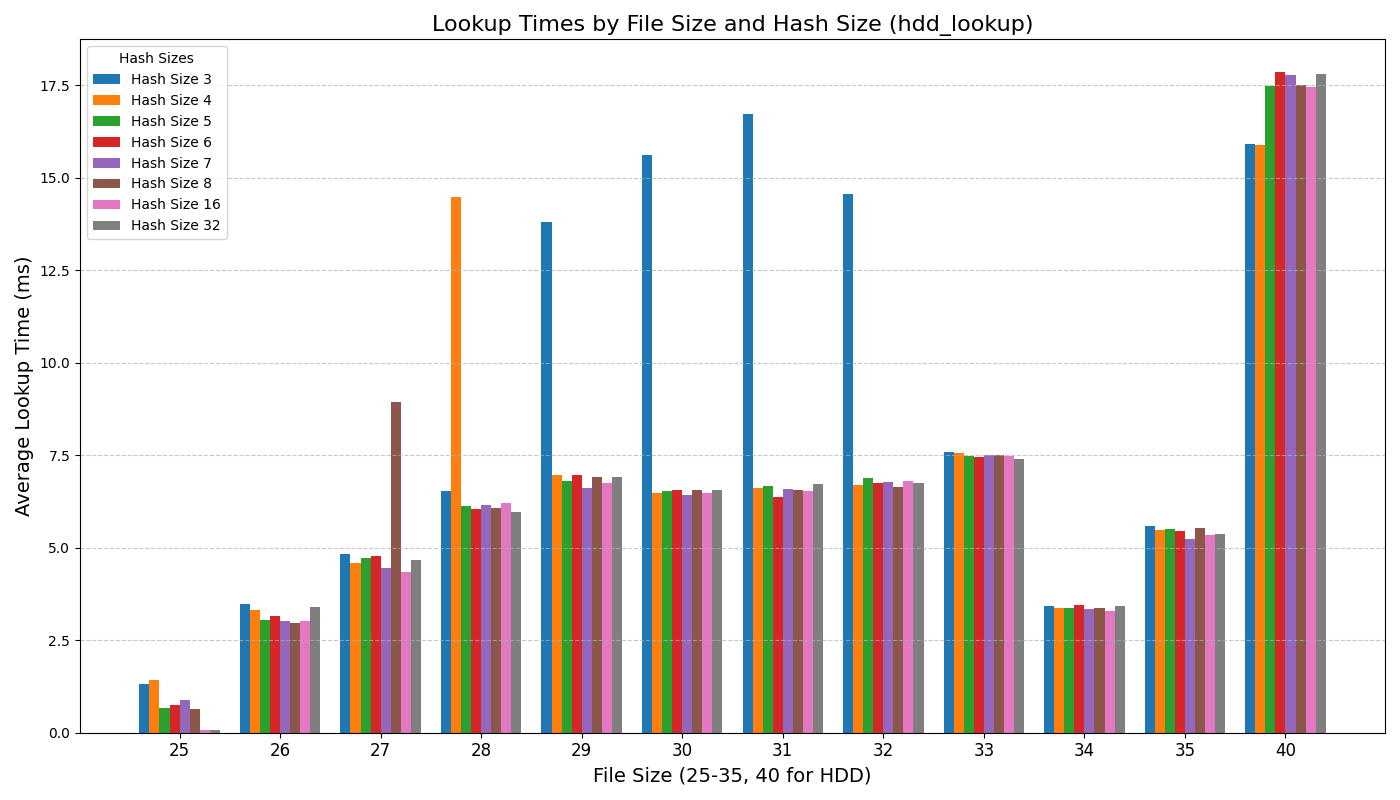 Lookup Times by File Size and Hash Size (hdd_lookup)
Hash Sizes
Hash Size 3
Hash Size 4
Hash Size 5
Hash Size 6
Hash Size 7
Hash Size 8
Hash Size 16
Hash Size 32
Average Lookup Time (ms)
17.5
15.0
12.5
10.0
7.5
5.0
2.5
0.0
25 26 27 28 29 30 31 32 33 34 35 40
File Size (25-35, 40 for HDD)